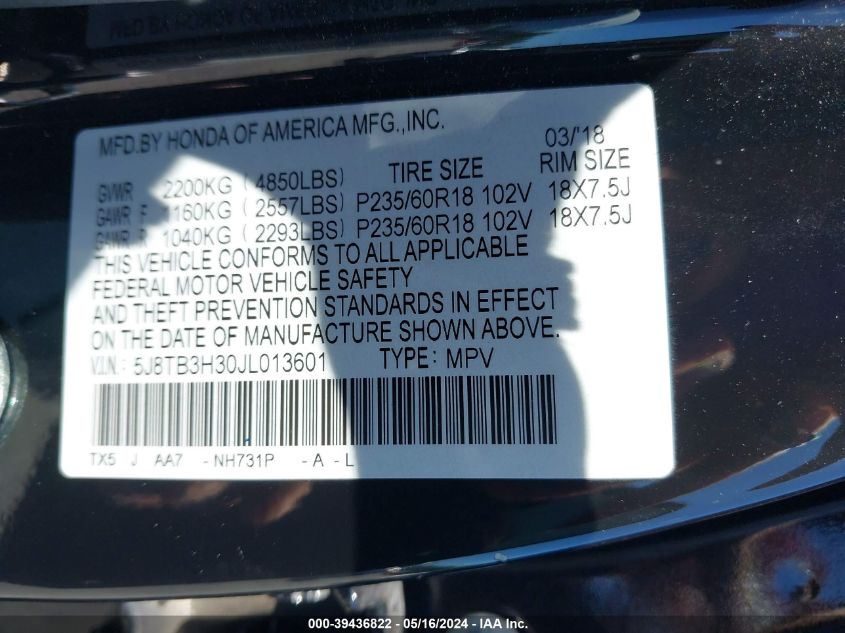 MFD.BY HONDA OF AMERICA MFG.,INC. 03/'18
TIRE SIZE RIM SIZE
GVWR 2200KG ( 4850LBS)
GAWR F 1160KG ( 2557LBS) P235/60R18 102V 18X7.5J
GAWR R 1040KG ( 2293LBS) P235/60R18 102V 18X7.5J
THIS VEHICLE CONFORMS TO ALL APPLICABLE
FEDERAL MOTOR VEHICLE SAFETY
AND THEFT PREVENTION STANDARDS IN EFFECT
ON THE DATE OF MANUFACTURE SHOWN ABOVE.
V.I.N.: 5J8TB3H30JL013601 TYPE: MPV
TX5 J AA7 -NH731P -A-L
000-39436822 - 05/16/2024 - IAA Inc.